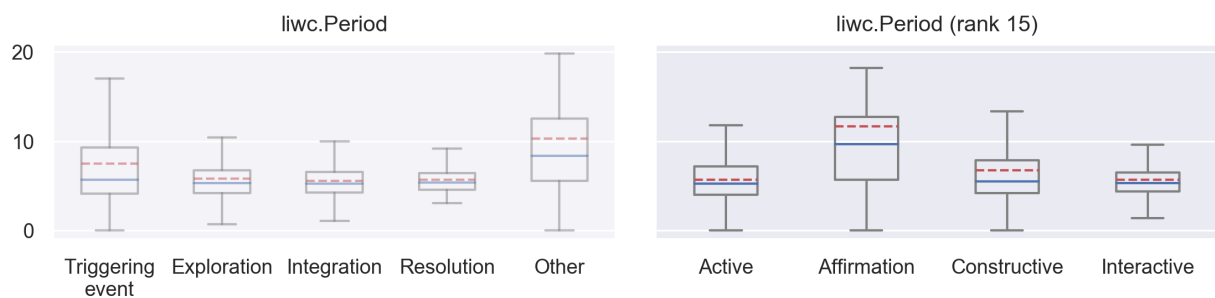 liwc.Period
liwc.Period (rank 15)
20
10
0
Triggering event
Exploration
Integration
Resolution
Other
Active
Affirmation
Constructive
Interactive